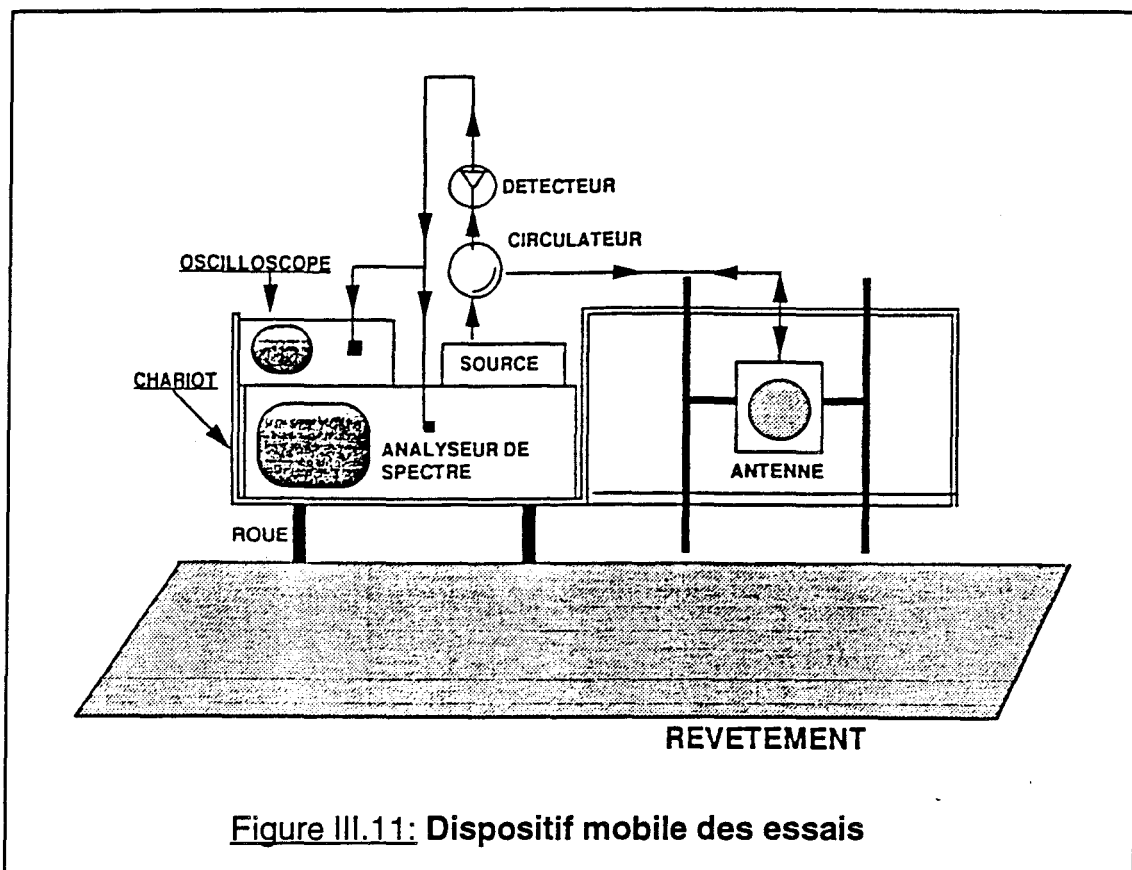 DETECTEUR
CIRCULATEUR
OSCILLOSCOPE
SOURCE
CHARIOT
ANALYSEUR DE
SPECTRE
ANTENNE
ROUE
REVETEMENT
Figure III.11: Dispositif mobile des essais